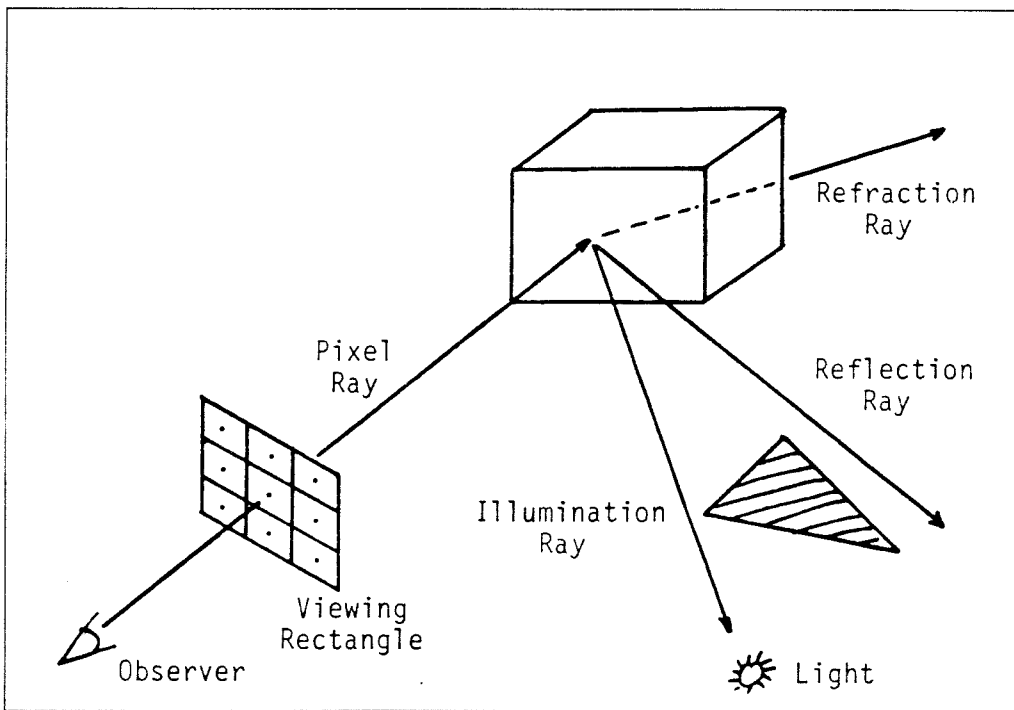 Refraction
Ray
Pixel
Ray
Reflection
Ray
Illumination
Ray
Viewing
Rectangle
Observer
Light